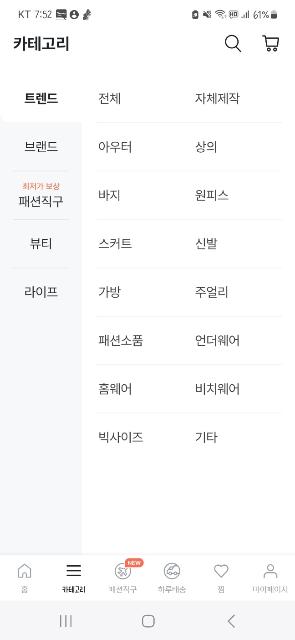 KT 7:52 61%
카테고리
트렌드
브랜드
최저가 보상
패션직구
뷰티
라이프
전체 자체제작
아우터 상의
바지 원피스
스커트 신발
가방 주얼리
패션소품 언더웨어
홈웨어 비치웨어
빅사이즈 기타
NEW
홈 카테고리 패션직구 하루배송 찜 마이페이지